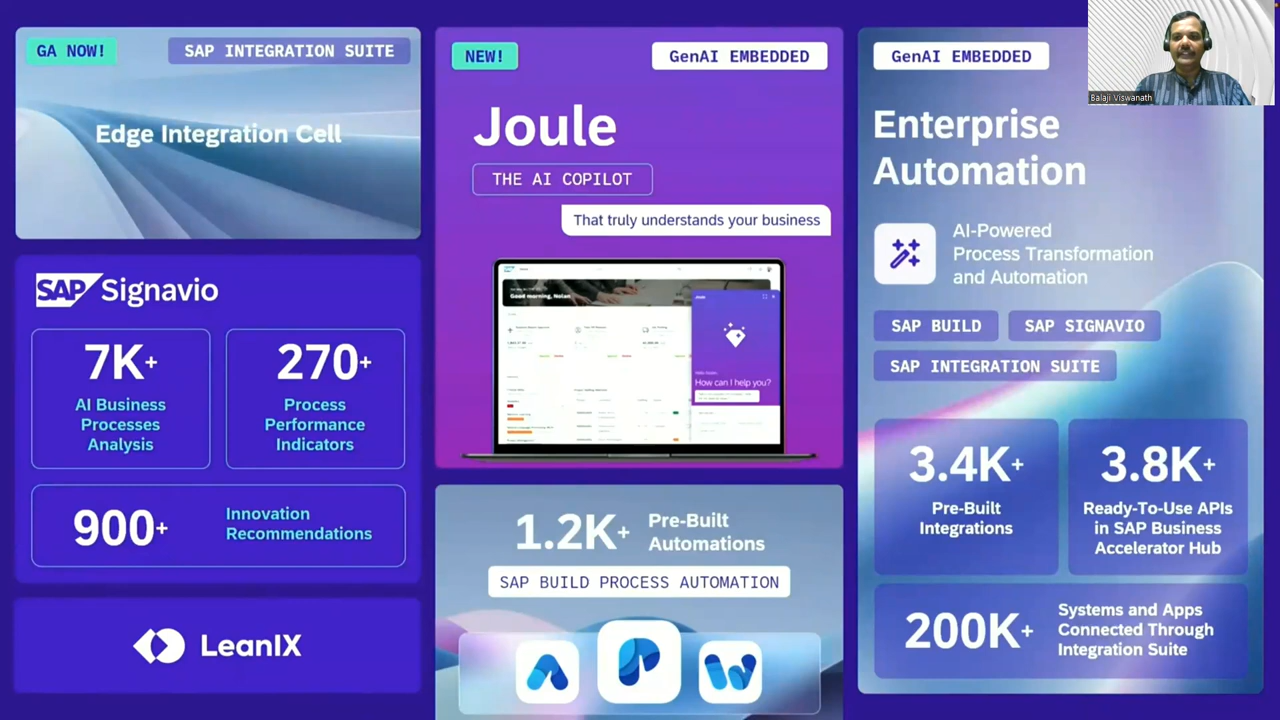 GA NOW!
SAP INTEGRATION SUITE
Edge Integration Cell
SAP Signavio
7K+
AI Business
Processes
Analysis
270+
Process
Performance
Indicators
900+
Innovation
Recommendations
LeanIX
NEW!
GenAI EMBEDDED
Joule
THE AI COPILOT
That truly understands your business
Good morning, Nolan
Joule
How can I help you?
1.2K+
Pre-Built
Automations
SAP BUILD PROCESS AUTOMATION
GenAI EMBEDDED
Enterprise
Automation
AI-Powered
Process Transformation
and Automation
SAP BUILD
SAP SIGNAVIO
SAP INTEGRATION SUITE
3.4K+
Pre-Built
Integrations
3.8K+
Ready-To-Use APIs
in SAP Business
Accelerator Hub
200K+
Systems and Apps
Connected Through
Integration Suite
Balaji Viswanath